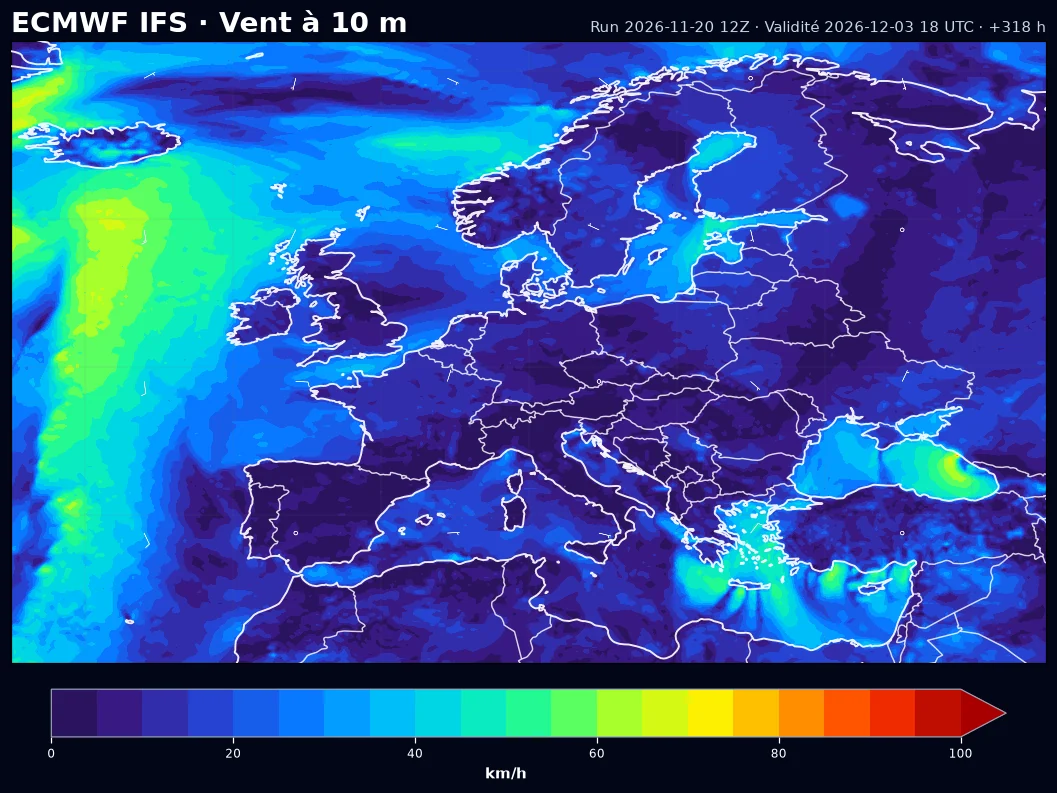 ECMWF IFS · Vent à 10 m
Run 2026-11-20 12Z · Validité 2026-12-03 18 UTC · +318 h
0 20 40 60 80 100
km/h